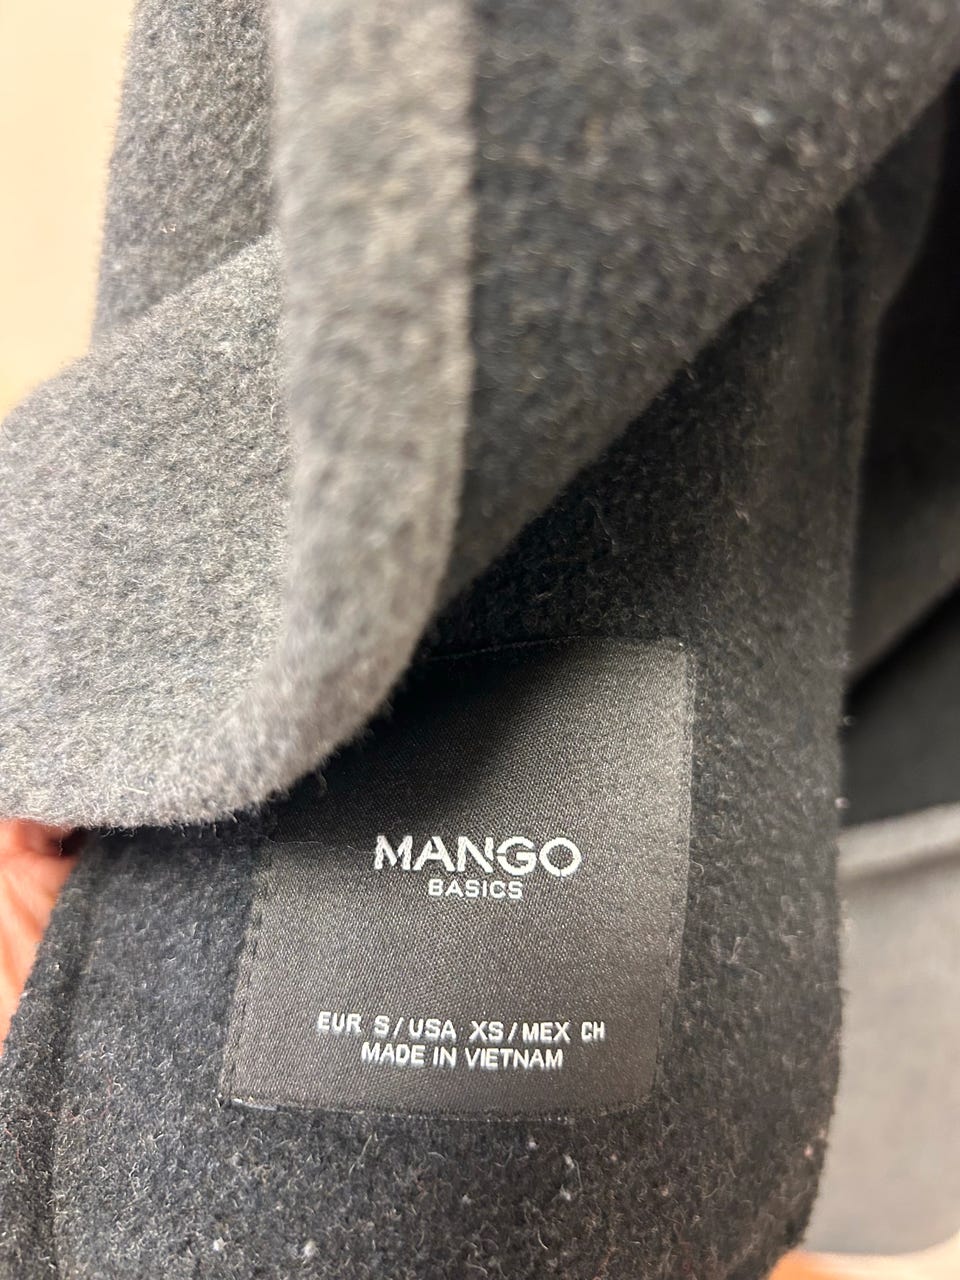 MANGO
BASICS
EUR S/USA XS/MEX CH
MADE IN VIETNAM